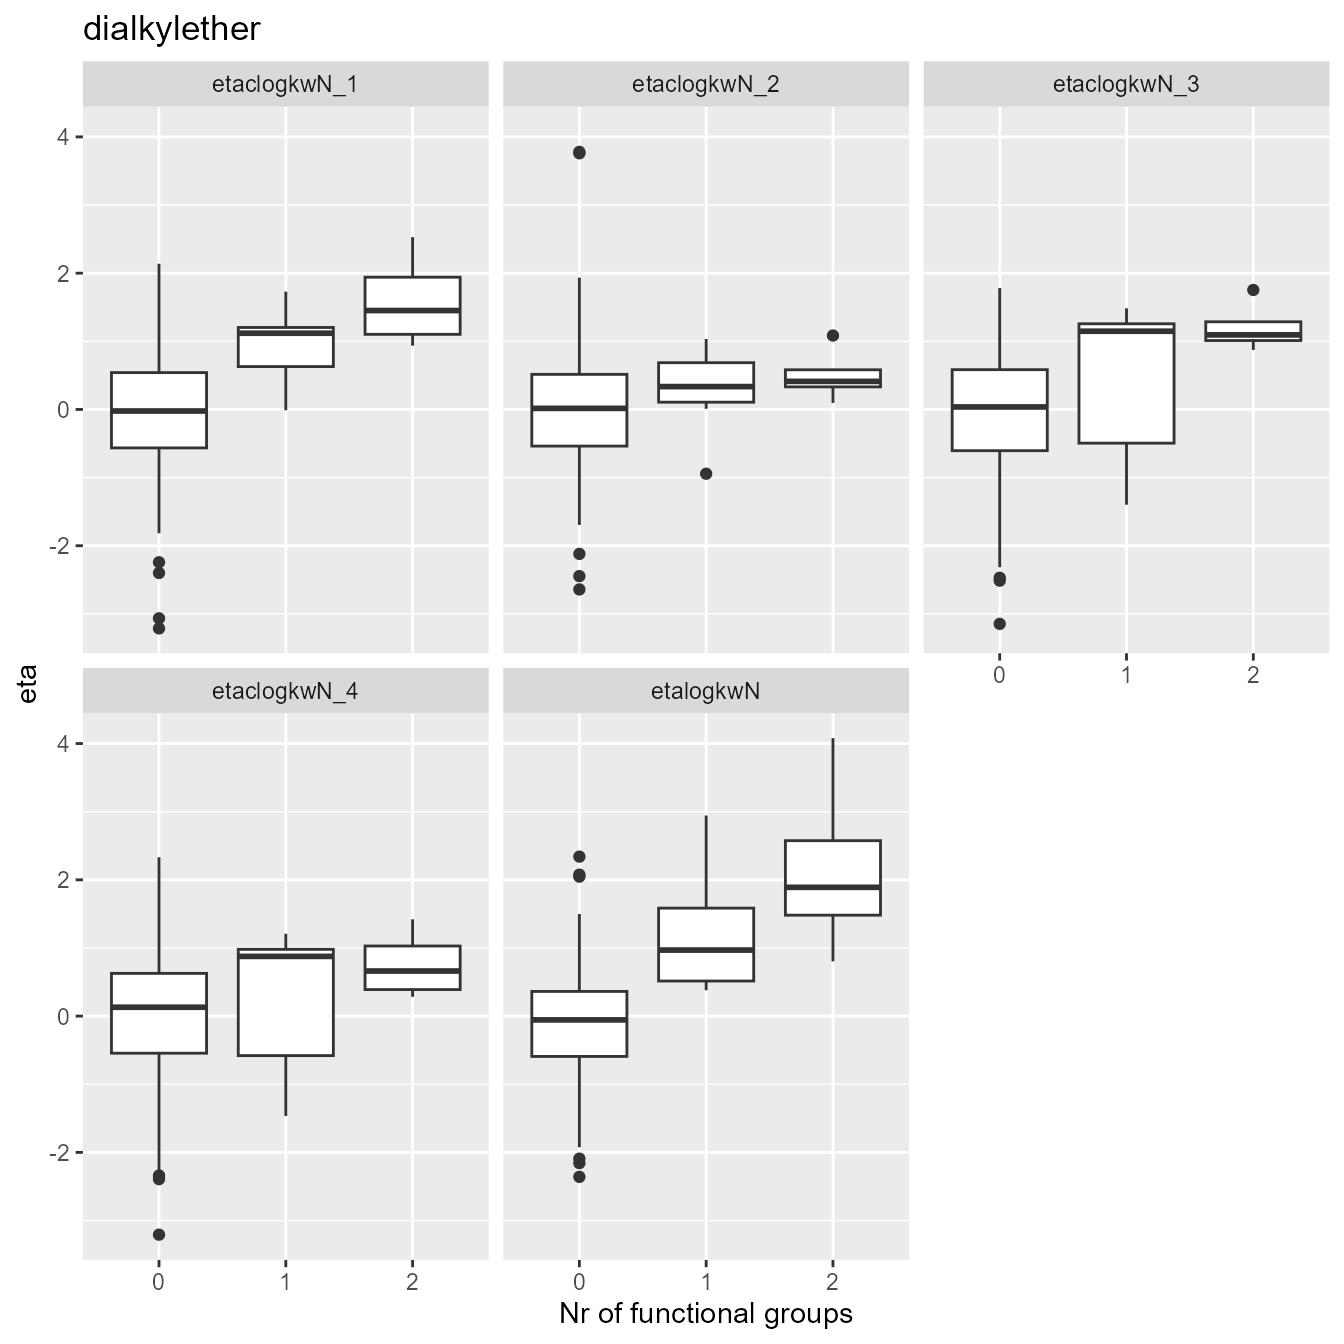 dialkylether
etaclogkwN_1 etaclogkwN_2 etaclogkwN_3
4
2
0
-2
0 1 2
eta
etaclogkwN_4 etalogkwN
4
2
0
-2
0 1 2 0 1 2
Nr of functional groups